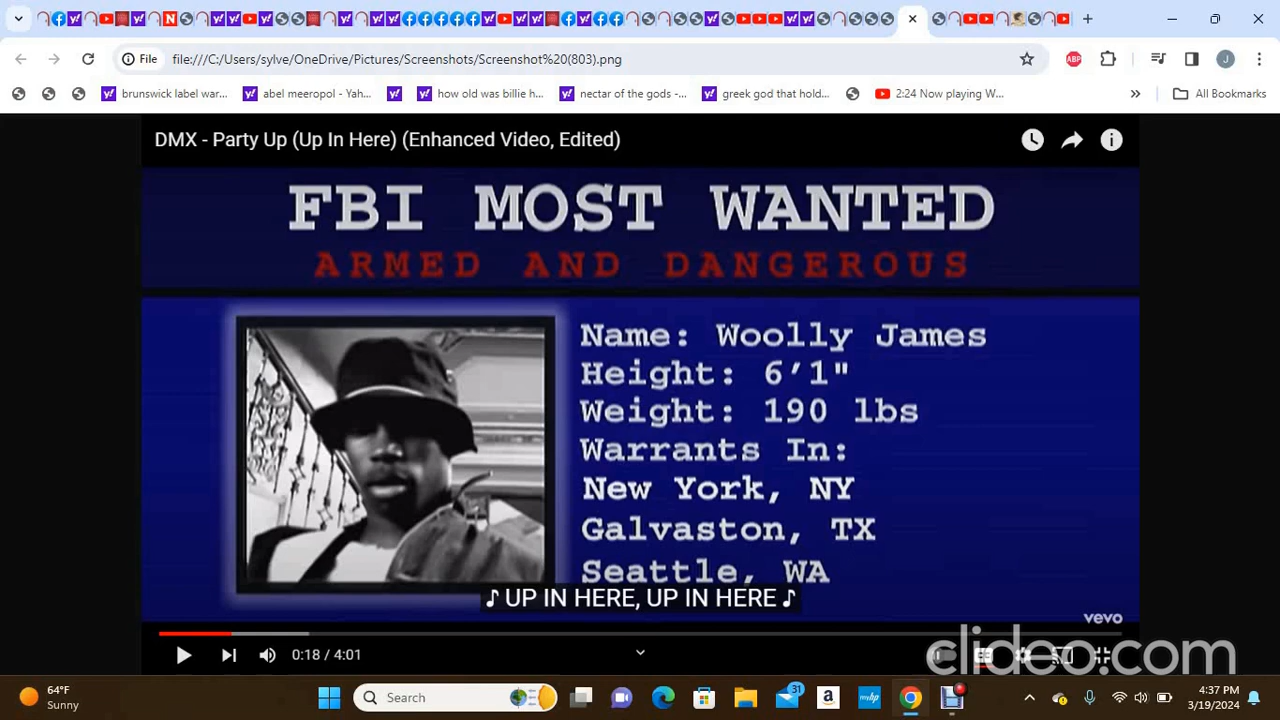 File
file:///C:/Users/sylve/OneDrive/Pictures/Screenshots/Screenshot%20(803).png
ABP
J
brunswick label war...
abel meeropol - Yah...
how old was billie h...
nectar of the gods -...
greek god that hold...
2:24 Now playing W...
»
All Bookmarks
DMX - Party Up (Up In Here) (Enhanced Video, Edited)
FBI MOST WANTED
ARMED AND DANGEROUS
Name: Woolly James
Height: 6'1"
Weight: 190 lbs
Warrants In:
New York, NY
Galvaston, TX
Seattle, WA
♪ UP IN HERE, UP IN HERE ♪
vevo
0:18 / 4:01
clideo.com
64°F
Sunny
Search
31
4:37 PM
3/19/2024